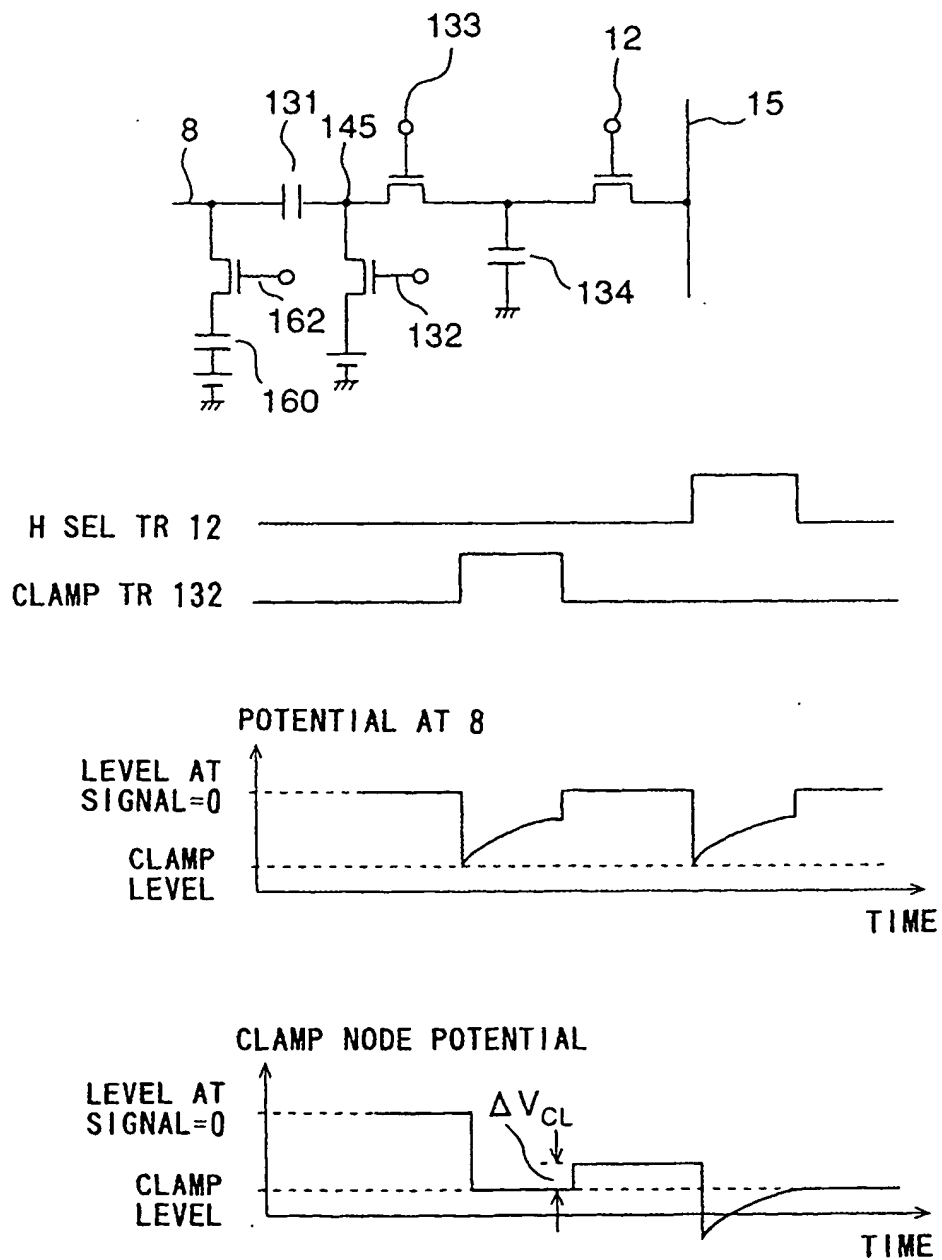 133
12
131
15
8
145
134
162
132
160
H SEL TR 12
CLAMP TR 132
POTENTIAL AT 8
LEVEL AT
SIGNAL=0
CLAMP
LEVEL
TIME
CLAMP NODE POTENTIAL
LEVEL AT
SIGNAL=0
ΔVCL
CLAMP
LEVEL
TIME